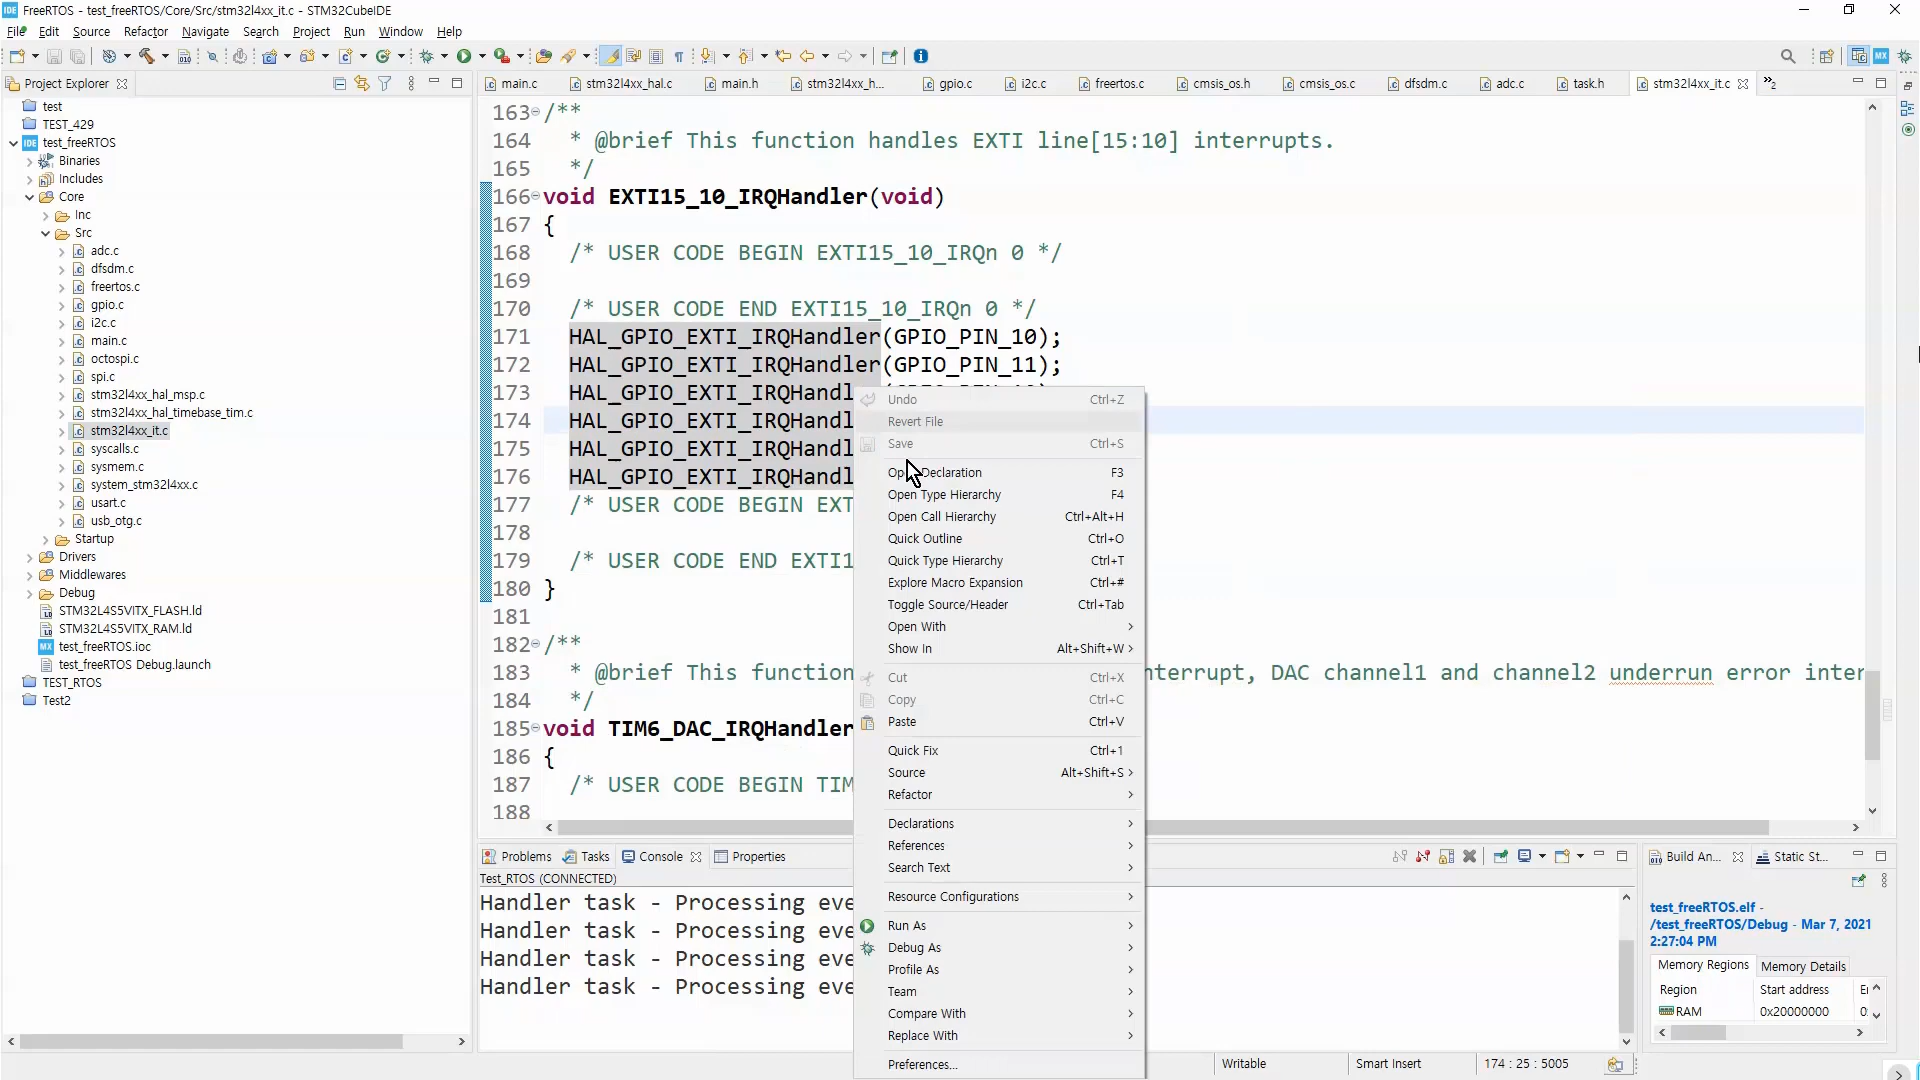 FreeRTOS - test_freeRTOS/Core/Src/stm32l4xx_it.c - STM32CubeIDE
File Edit Source Refactor Navigate Search Project Run Window Help
Project Explorer
main.c stm32l4xx_hal.c main.h stm32l4xx_h... gpio.c i2c.c freertos.c cmsis_os.h cmsis_os.c dfsdm.c adc.c task.h stm32l4xx_it.c »2
test
TEST_429
test_freeRTOS
Binaries
Includes
Core
Inc
Src
adc.c
dfsdm.c
freertos.c
gpio.c
i2c.c
main.c
octospi.c
spi.c
stm32l4xx_hal_msp.c
stm32l4xx_hal_timebase_tim.c
stm32l4xx_it.c
syscalls.c
sysmem.c
system_stm32l4xx.c
usart.c
usb_otg.c
Startup
Drivers
Middlewares
Debug
STM32L4S5VITX_FLASH.ld
STM32L4S5VITX_RAM.ld
test_freeRTOS.ioc
test_freeRTOS Debug.launch
TEST_RTOS
Test2
163 /**
164 * @brief This function handles EXTI line[15:10] interrupts.
165 */
166 void EXTI15_10_IRQHandler(void)
167 {
168 /* USER CODE BEGIN EXTI15_10_IRQn 0 */
169
170 /* USER CODE END EXTI15_10_IRQn 0 */
171 HAL_GPIO_EXTI_IRQHandler(GPIO_PIN_10);
172 HAL_GPIO_EXTI_IRQHandler(GPIO_PIN_11);
173 HAL_GPIO_EXTI_IRQHandl
174 HAL_GPIO_EXTI_IRQHandl
175 HAL_GPIO_EXTI_IRQHandl
176 HAL_GPIO_EXTI_IRQHandl
177 /* USER CODE BEGIN EXT
178
179 /* USER CODE END EXTI1
180 }
181
182 /**
183 * @brief This function nterrupt, DAC channel1 and channel2 underrun error inter
184 */
185 void TIM6_DAC_IRQHandler
186 {
187 /* USER CODE BEGIN TIM
188
Undo Ctrl+Z
Revert File
Save Ctrl+S
Open Declaration F3
Open Type Hierarchy F4
Open Call Hierarchy Ctrl+Alt+H
Quick Outline Ctrl+O
Quick Type Hierarchy Ctrl+T
Explore Macro Expansion Ctrl+#
Toggle Source/Header Ctrl+Tab
Open With
Show In Alt+Shift+W
Cut Ctrl+X
Copy Ctrl+C
Paste Ctrl+V
Quick Fix Ctrl+1
Source Alt+Shift+S
Refactor
Declarations
References
Search Text
Resource Configurations
Run As
Debug As
Profile As
Team
Compare With
Replace With
Preferences...
Problems Tasks Console Properties
Test_RTOS (CONNECTED)
Handler task - Processing eve
Handler task - Processing eve
Handler task - Processing eve
Handler task - Processing eve
Build An... Static St...
test_freeRTOS.elf -
/test_freeRTOS/Debug - Mar 7, 2021
2:27:04 PM
Memory Regions Memory Details
Region Start address
RAM 0x20000000
Writable Smart Insert 174 : 25 : 5005